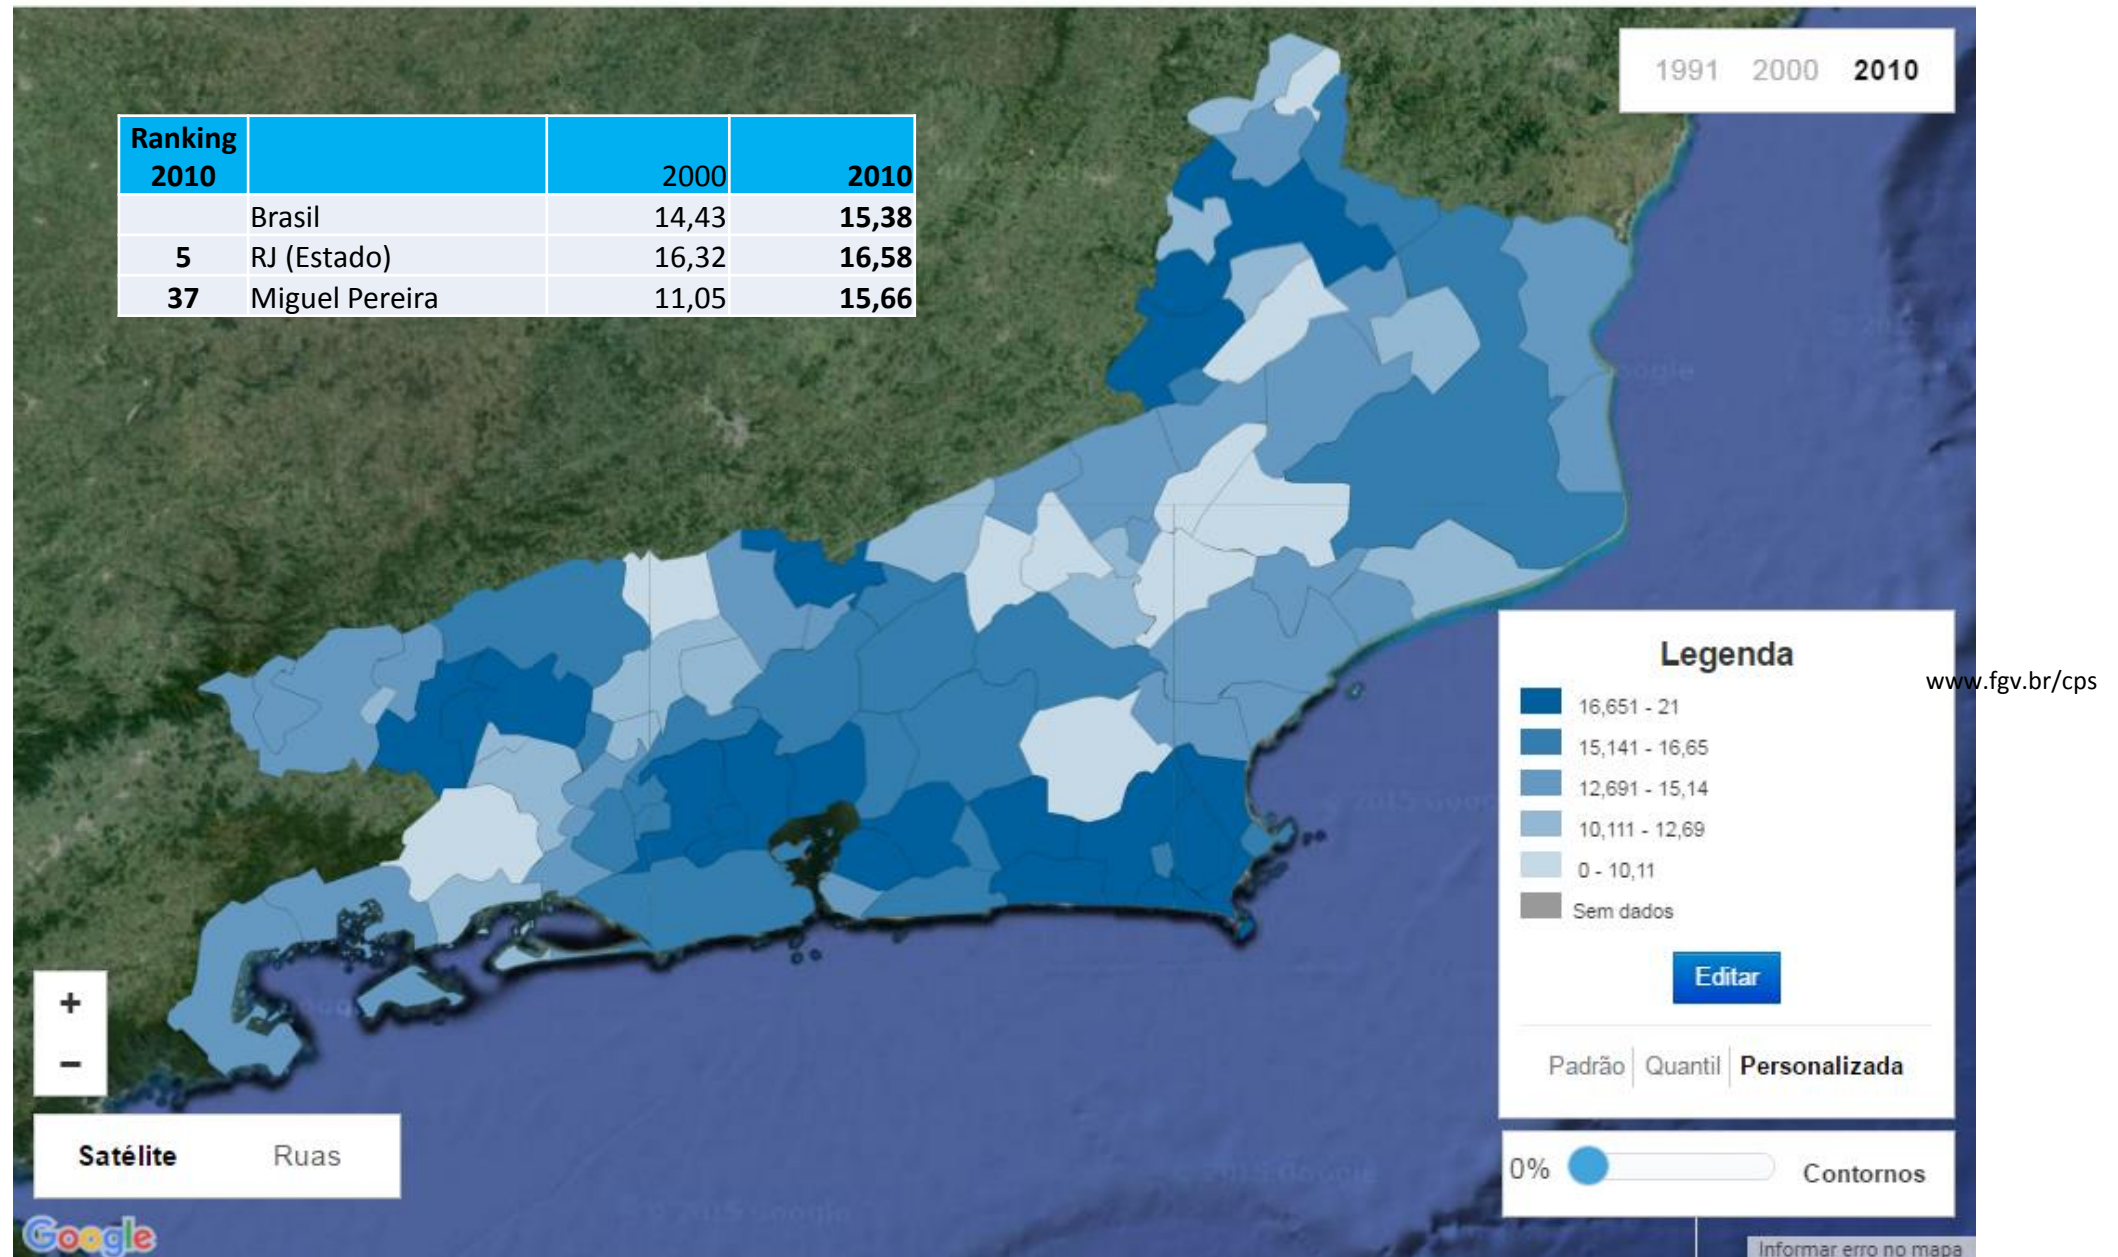 1991 2000 2010
Ranking
2010 2000 2010
Brasil 14,43 15,38
5 RJ (Estado) 16,32 16,58
37 Miguel Pereira 11,05 15,66
Legenda
16,651 - 21
15,141 - 16,65
12,691 - 15,14
10,111 - 12,69
0 - 10,11
Sem dados
Editar
Padrão Quantil Personalizada
www.fgv.br/cps
+
−
Satélite Ruas
0% Contornos
Google
Informar erro no mapa